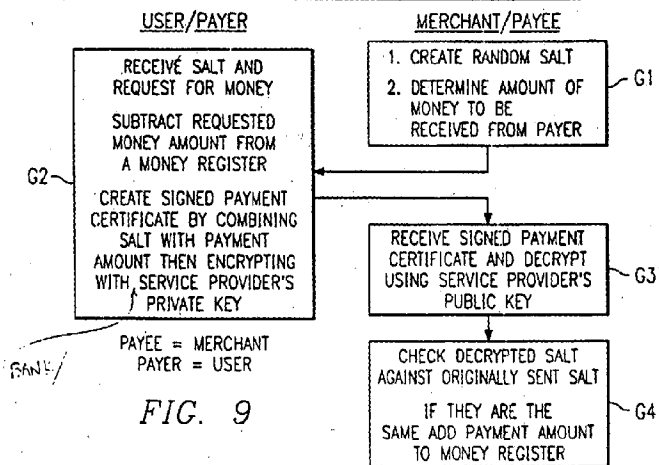 USER/PAYER
RECEIVE SALT AND
REQUEST FOR MONEY
SUBTRACT REQUESTED
MONEY AMOUNT FROM
A MONEY REGISTER
CREATE SIGNED PAYMENT
CERTIFICATE BY COMBINING
SALT WITH PAYMENT
AMOUNT THEN ENCRYPTING
WITH SERVICE PROVIDER'S
PRIVATE KEY
G2
BANK/
PAYEE = MERCHANT
PAYER = USER
FIG. 9
MERCHANT/PAYEE
1. CREATE RANDOM SALT
2. DETERMINE AMOUNT OF
MONEY TO BE
RECEIVED FROM PAYER
G1
RECEIVE SIGNED PAYMENT
CERTIFICATE AND DECRYPT
USING SERVICE PROVIDER'S
PUBLIC KEY
G3
CHECK DECRYPTED SALT
AGAINST ORIGINALLY SENT SALT
IF THEY ARE THE
SAME ADD PAYMENT AMOUNT
TO MONEY REGISTER
G4